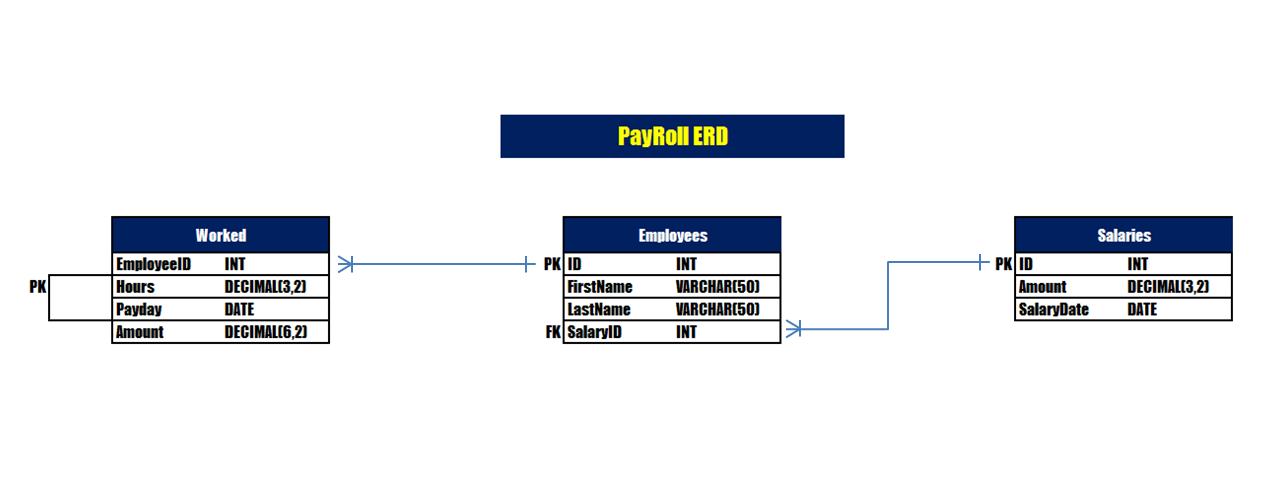 PayRoll ERD
Worked
EmployeeID INT
PK Hours DECIMAL(3,2)
Payday DATE
Amount DECIMAL(6,2)
Employees
PK ID INT
FirstName VARCHAR(50)
LastName VARCHAR(50)
FK SalaryID INT
Salaries
PK ID INT
Amount DECIMAL(3,2)
SalaryDate DATE